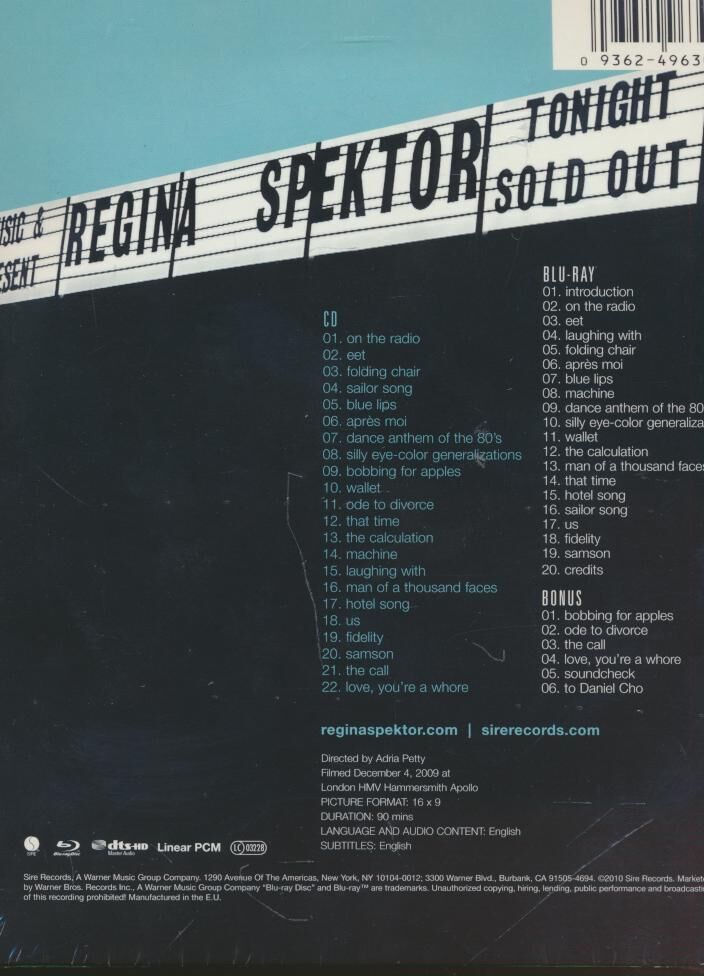 0 9362-4963
TONIGHT
REGINA SPEKTOR
SOLD OUT
BLU-RAY
01. introduction
02. on the radio
03. eet
04. laughing with
05. folding chair
06. après moi
07. blue lips
08. machine
09. dance anthem of the 80
10. silly eye-color generaliza
11. wallet
12. the calculation
13. man of a thousand faces
14. that time
15. hotel song
16. sailor song
17. us
18. fidelity
19. samson
20. credits
BONUS
01. bobbing for apples
02. ode to divorce
03. the call
04. love, you're a whore
05. soundcheck
06. to Daniel Cho
CD
01. on the radio
02. eet
03. folding chair
04. sailor song
05. blue lips
06. après moi
07. dance anthem of the 80's
08. silly eye-color generalizations
09. bobbing for apples
10. wallet
11. ode to divorce
12. that time
13. the calculation
14. machine
15. laughing with
16. man of a thousand faces
17. hotel song
18. us
19. fidelity
20. samson
21. the call
22. love, you're a whore
reginaspektor.com | sirerecords.com
Directed by Adria Petty
Filmed December 4, 2009 at
London HMV Hammersmith Apollo
PICTURE FORMAT: 16 x 9
DURATION: 90 mins
LANGUAGE AND AUDIO CONTENT: English
SUBTITLES: English
SIRE Blu-ray Disc dts-HD Master Audio Linear PCM LC 03228
Sire Records, A Warner Music Group Company. 1290 Avenue Of The Americas, New York, NY 10104-0012; 3300 Warner Blvd., Burbank, CA 91505-4694. ©2010 Sire Records. Markete
by Warner Bros. Records Inc., A Warner Music Group Company "Blu-ray Disc" and Blu-ray™ are trademarks. Unauthorized copying, hiring, lending, public performance and broadcastin
of this recording prohibited! Manufactured in the E.U.